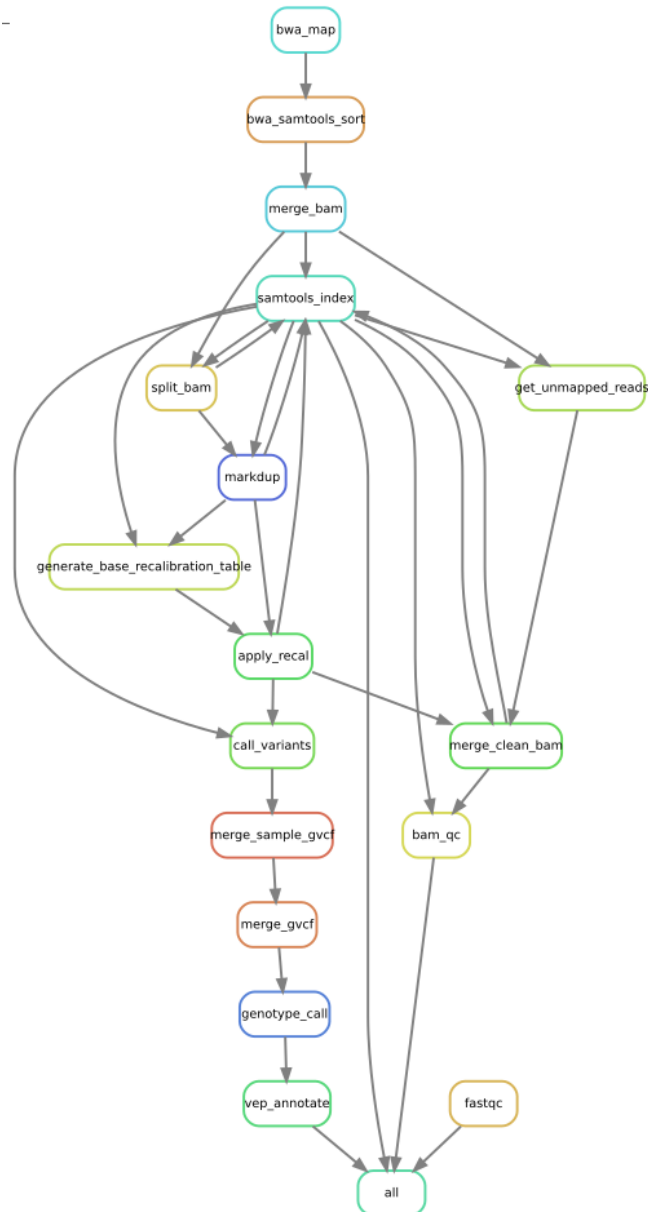 bwa_map
bwa_samtools_sort
merge_bam
samtools_index
split_bam
get_unmapped_reads
markdup
generate_base_recalibration_table
apply_recal
call_variants
merge_clean_bam
merge_sample_gvcf
bam_qc
merge_gvcf
genotype_call
vep_annotate
fastqc
all